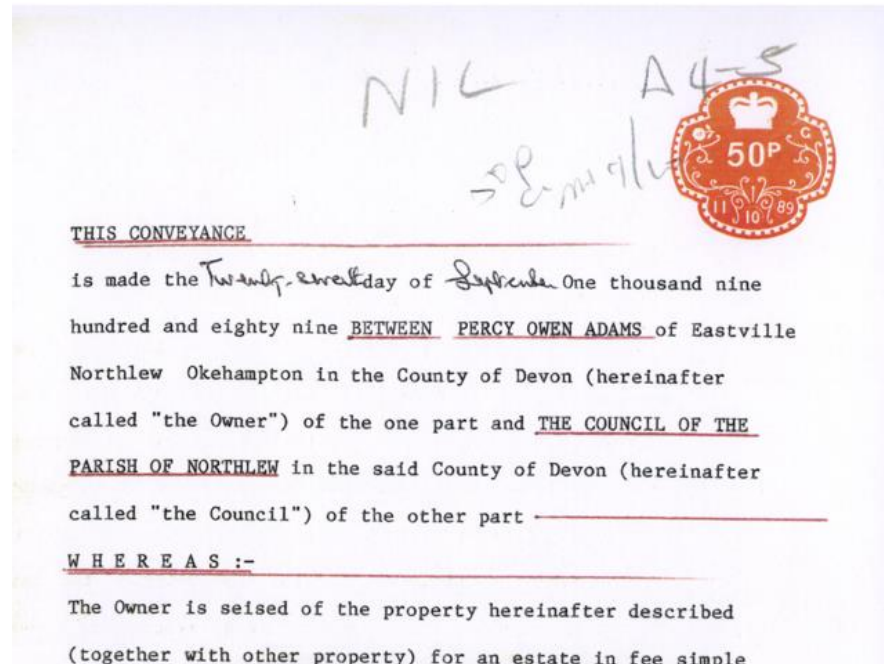 NIL
A 4-5
50P
G
11 10 89
THIS CONVEYANCE
is made the Twenty-seventh day of September One thousand nine
hundred and eighty nine BETWEEN PERCY OWEN ADAMS of Eastville
Northlew Okehampton in the County of Devon (hereinafter
called "the Owner") of the one part and THE COUNCIL OF THE
PARISH OF NORTHLEW in the said County of Devon (hereinafter
called "the Council") of the other part
W H E R E A S :-
The Owner is seised of the property hereinafter described
(together with other property) for an estate in fee simple